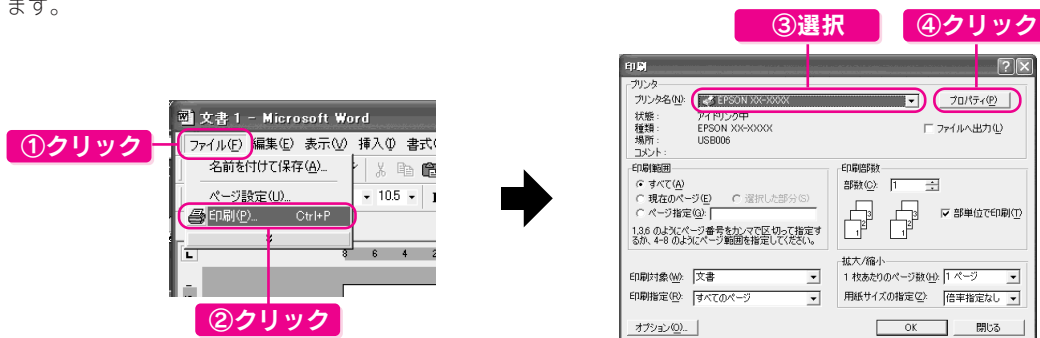 ます。
③選択
④クリック
文書 1 - Microsoft Word
①クリック
ファイル(F) 編集(E) 表示(V) 挿入(I) 書式(
名前を付けて保存(A)...
ページ設定(U)...
10.5
印刷(P)... Ctrl+P
L
8 6 4 2
②クリック
印刷
プリンタ
プリンタ名(N): EPSON XX-XXXX
プロパティ(P)
状態： アイドリング中
種類： EPSON XX-XXXX
ファイルへ出力(L)
場所： USB006
コメント：
印刷範囲
すべて(A)
現在のページ(E) 選択した部分(S)
ページ指定(G):
1,3,6 のようにページ番号をカンマで区切って指定す
るか、4-8 のようにページ範囲を指定してください。
印刷部数
部数(C): 1
1 2 3
1 2 3
部単位で印刷(T)
印刷対象(W): 文書
印刷指定(R): すべてのページ
拡大/縮小
1 枚あたりのページ数(H): 1 ページ
用紙サイズの指定(Z): 倍率指定なし
オプション(O)...
OK 閉じる